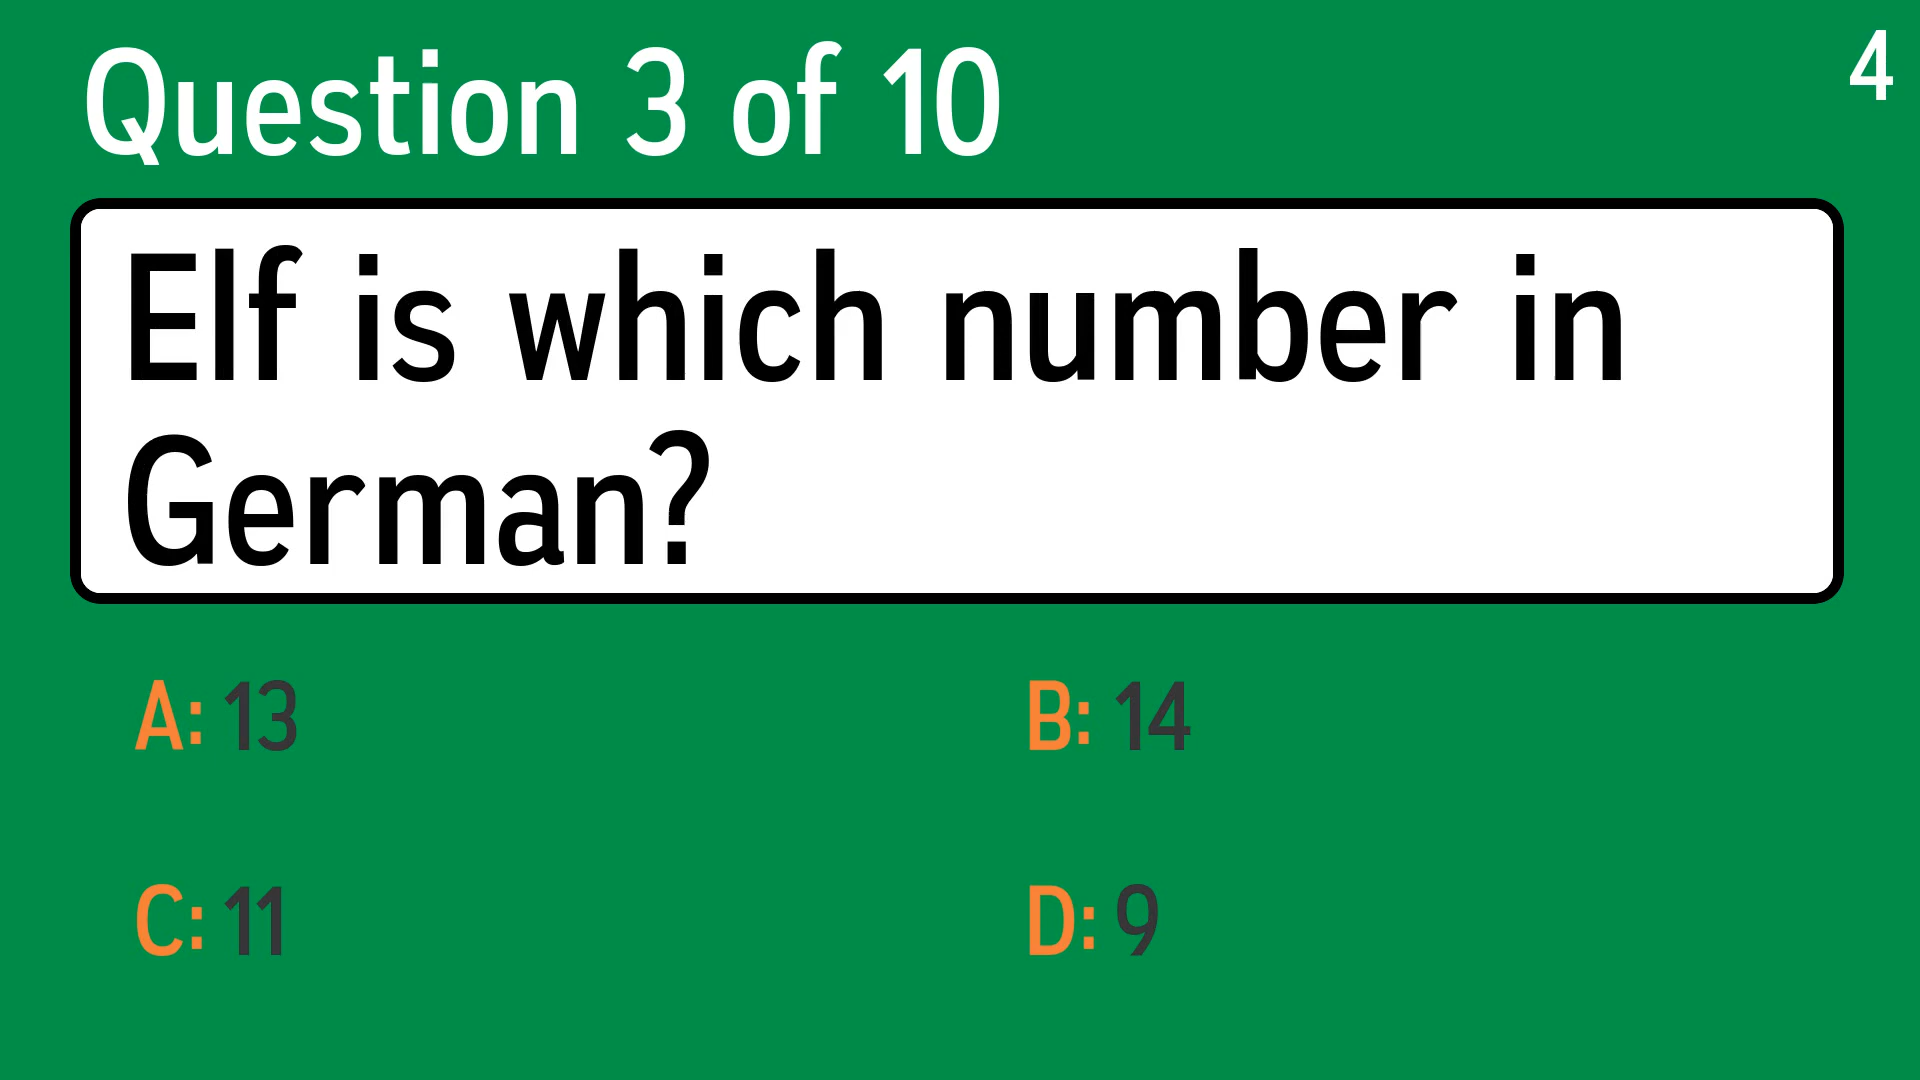 Question 3 of 10
4
Elf is which number in
German?
A: 13
B: 14
C: 11
D: 9